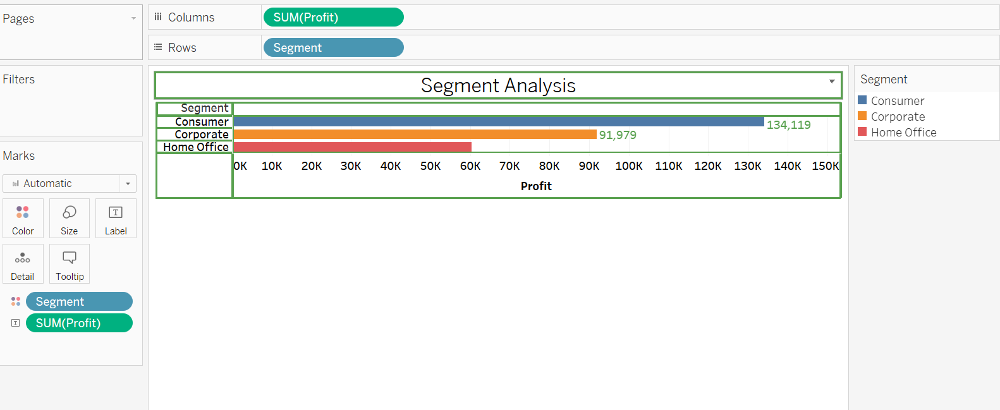 Pages
Columns
SUM(Profit)
Rows
Segment
Filters
Marks
Automatic
Color
Size
Label
Detail
Tooltip
Segment
SUM(Profit)
Segment Analysis
Segment
Consumer
134,119
Corporate
91,979
Home Office
0K 10K 20K 30K 40K 50K 60K 70K 80K 90K 100K 110K 120K 130K 140K 150K
Profit
Segment
Consumer
Corporate
Home Office